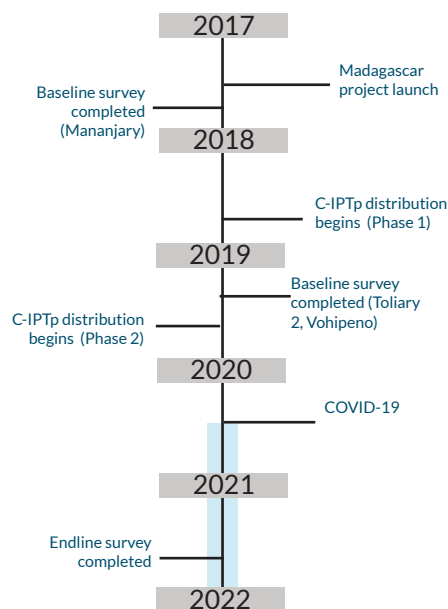 2017
Madagascar
project launch
Baseline survey
completed
(Mananjary)
2018
C-IPTp distribution
begins (Phase 1)
2019
Baseline survey
completed (Toliary
2, Vohipeno)
C-IPTp distribution
begins (Phase 2)
2020
COVID-19
2021
Endline survey
completed
2022